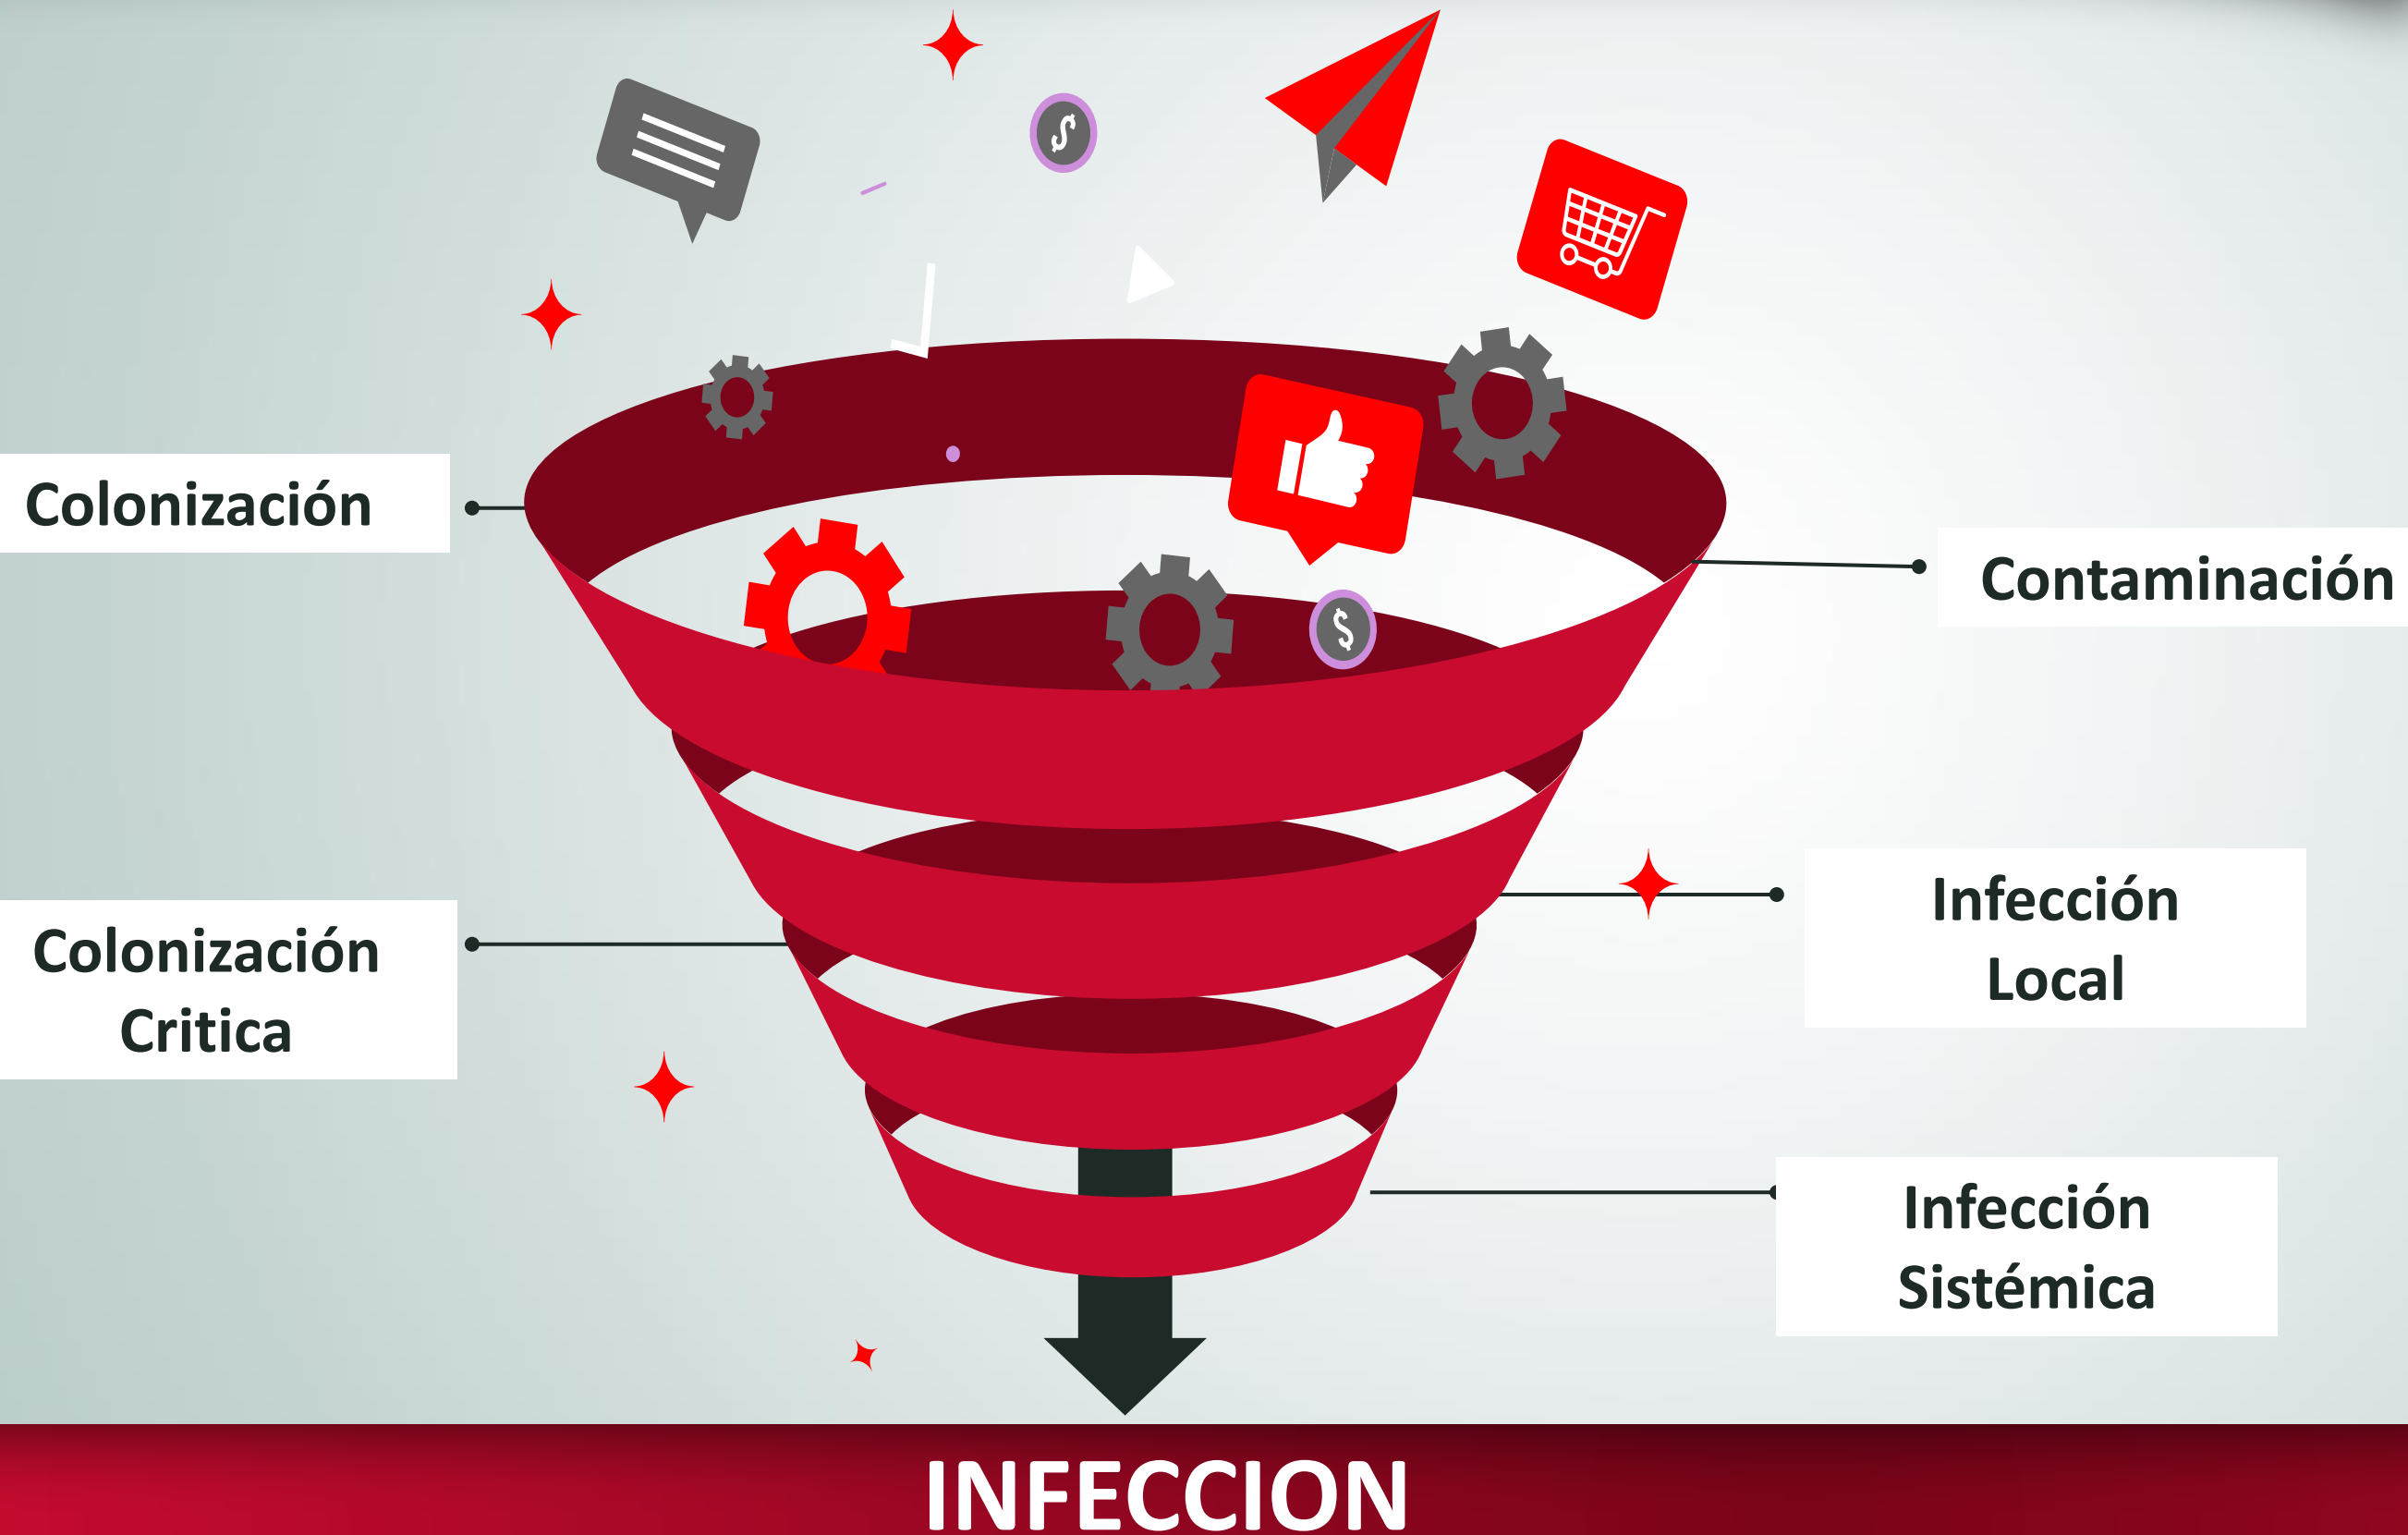 Colonización
Contaminación
Infección
Local
Colonización
Critica
Infección
Sistémica
INFECCION
$
$